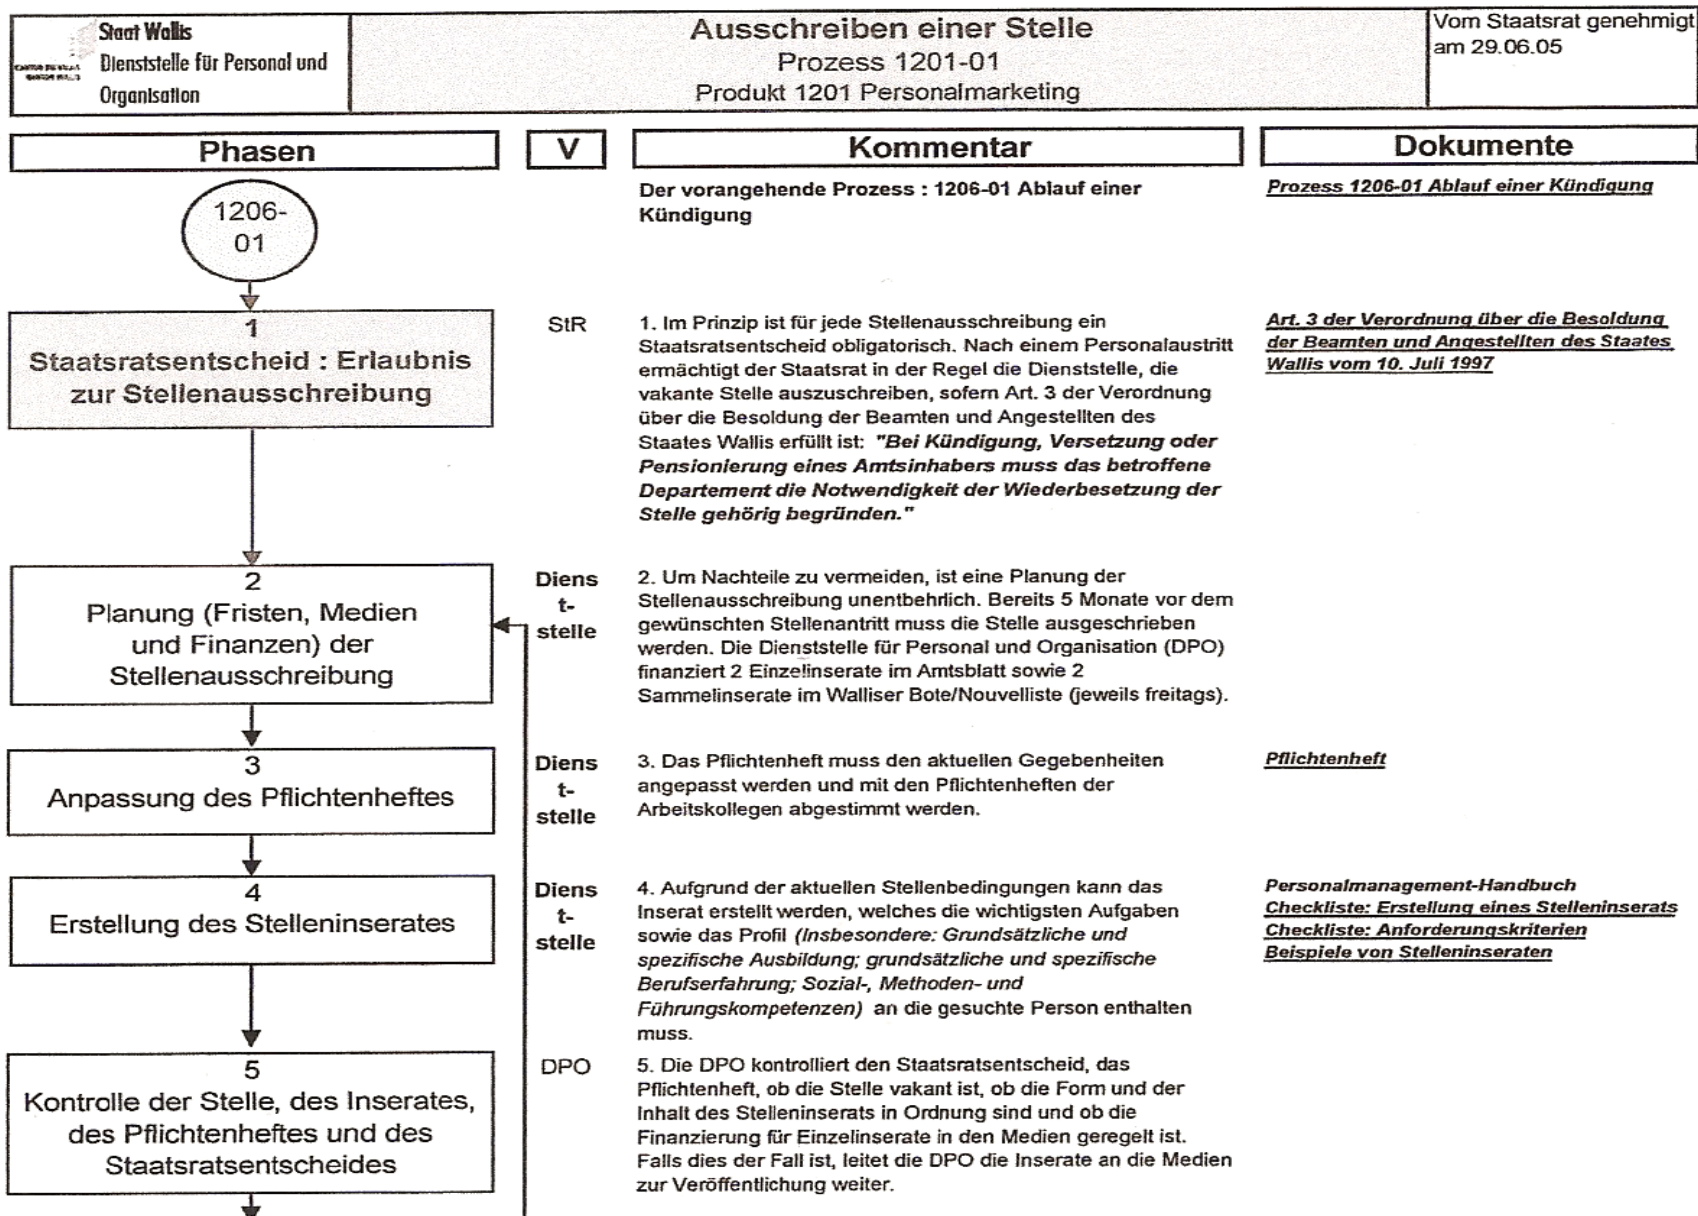 Staat Wallis
Dienststelle für Personal und
Organisation
Ausschreiben einer Stelle
Prozess 1201-01
Produkt 1201 Personalmarketing
Vom Staatsrat genehmigt
am 29.06.05
Phasen
V
Kommentar
Dokumente
1206-
01
Der vorangehende Prozess : 1206-01 Ablauf einer
Kündigung
Prozess 1206-01 Ablauf einer Kündigung
1
Staatsratsentscheid : Erlaubnis
zur Stellenausschreibung
StR
1. Im Prinzip ist für jede Stellenausschreibung ein
Staatsratsentscheid obligatorisch. Nach einem Personalaustritt
ermächtigt der Staatsrat in der Regel die Dienststelle, die
vakante Stelle auszuschreiben, sofern Art. 3 der Verordnung
über die Besoldung der Beamten und Angestellten des
Staates Wallis erfüllt ist: "Bei Kündigung, Versetzung oder
Pensionierung eines Amtsinhabers muss das betroffene
Departement die Notwendigkeit der Wiederbesetzung der
Stelle gehörig begründen."
Art. 3 der Verordnung über die Besoldung
der Beamten und Angestellten des Staates
Wallis vom 10. Juli 1997
2
Planung (Fristen, Medien
und Finanzen) der
Stellenausschreibung
Diens
t-
stelle
2. Um Nachteile zu vermeiden, ist eine Planung der
Stellenausschreibung unentbehrlich. Bereits 5 Monate vor dem
gewünschten Stellenantritt muss die Stelle ausgeschrieben
werden. Die Dienststelle für Personal und Organisation (DPO)
finanziert 2 Einzelinserate im Amtsblatt sowie 2
Sammelinserate im Walliser Bote/Nouvelliste (jeweils freitags).
3
Anpassung des Pflichtenheftes
Diens
t-
stelle
3. Das Pflichtenheft muss den aktuellen Gegebenheiten
angepasst werden und mit den Pflichtenheften der
Arbeitskollegen abgestimmt werden.
Pflichtenheft
4
Erstellung des Stelleninserates
Diens
t-
stelle
4. Aufgrund der aktuellen Stellenbedingungen kann das
Inserat erstellt werden, welches die wichtigsten Aufgaben
sowie das Profil (Insbesondere: Grundsätzliche und
spezifische Ausbildung; grundsätzliche und spezifische
Berufserfahrung; Sozial-, Methoden- und
Führungskompetenzen) an die gesuchte Person enthalten
muss.
Personalmanagement-Handbuch
Checkliste: Erstellung eines Stelleninserats
Checkliste: Anforderungskriterien
Beispiele von Stelleninseraten
5
Kontrolle der Stelle, des Inserates,
des Pflichtenheftes und des
Staatsratsentscheides
DPO
5. Die DPO kontrolliert den Staatsratsentscheid, das
Pflichtenheft, ob die Stelle vakant ist, ob die Form und der
Inhalt des Stelleninserats in Ordnung sind und ob die
Finanzierung für Einzelinserate in den Medien geregelt ist.
Falls dies der Fall ist, leitet die DPO die Inserate an die Medien
zur Veröffentlichung weiter.